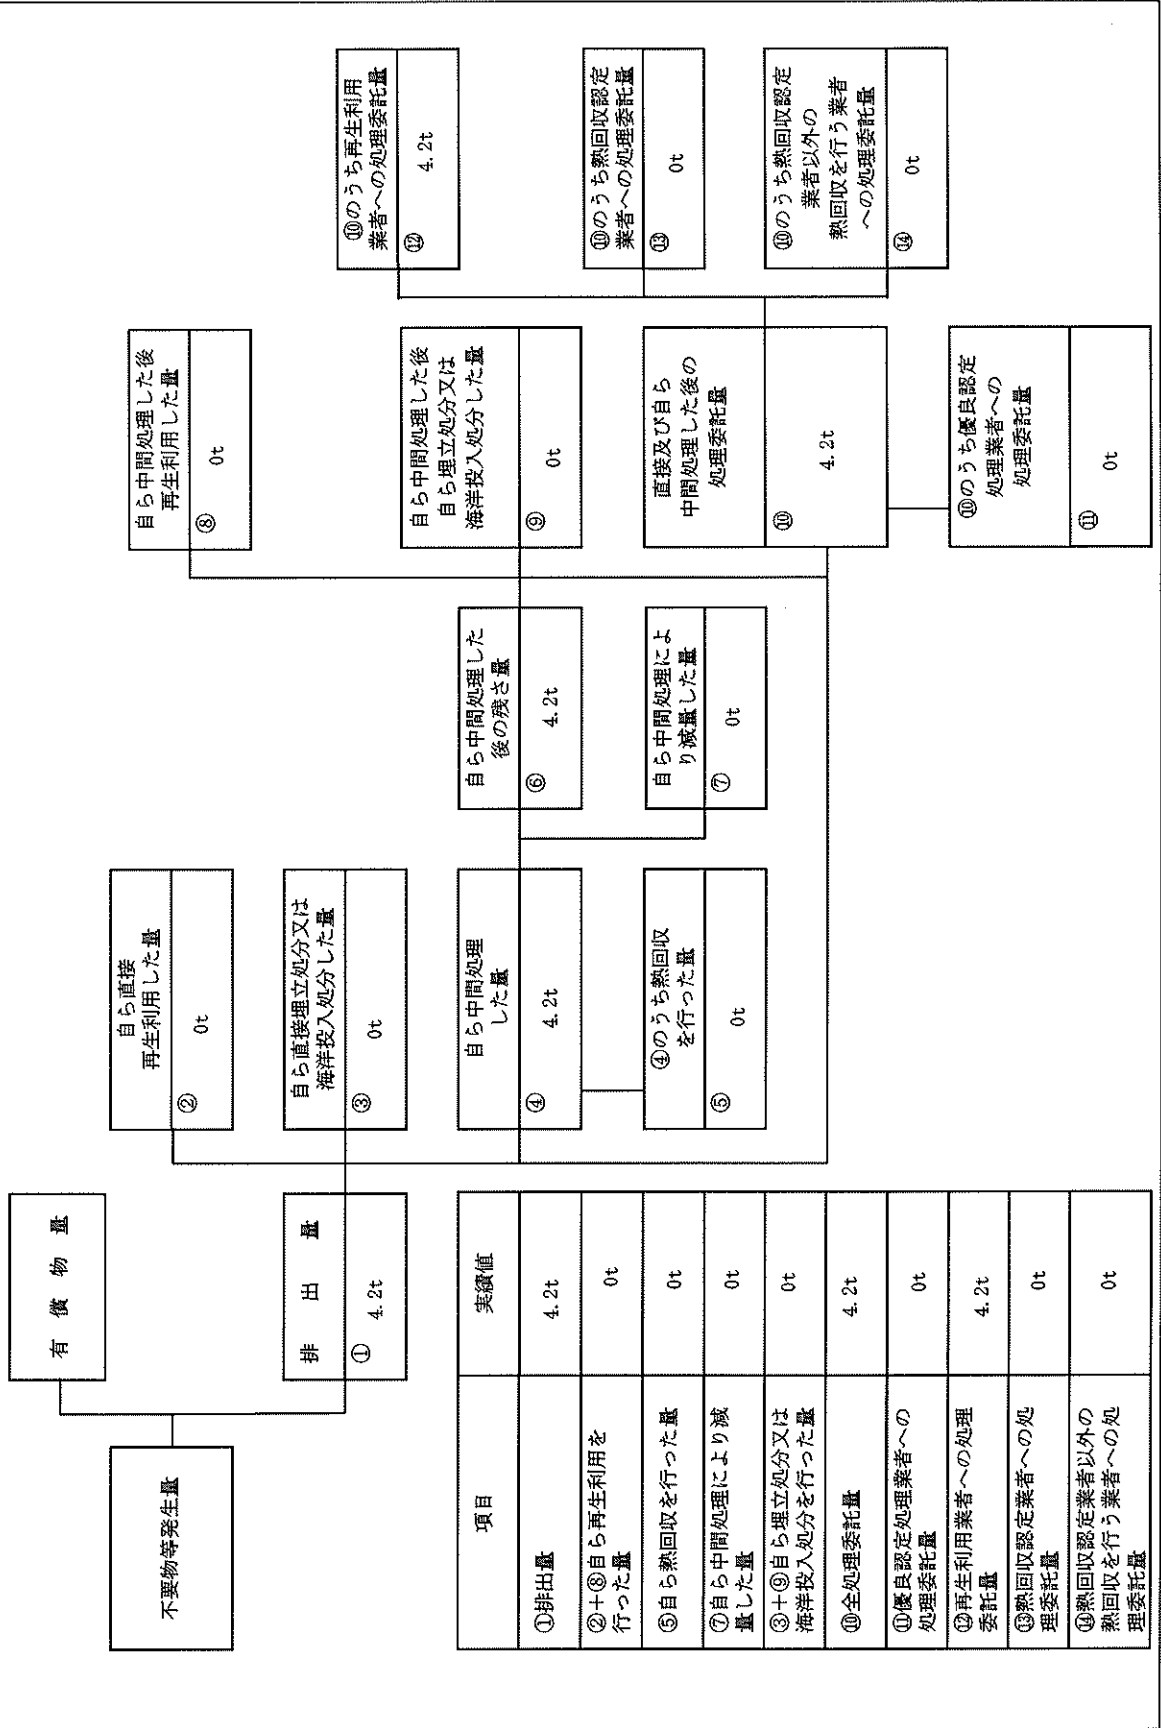 不要物等発生量
有償物量
排出量
① 4.2t
自ら直接
再生利用した量
② 0t
自ら直接埋立処分又は
海洋投入処分した量
③ 0t
自ら中間処理
した量
④ 4.2t
④のうち熱回収
を行った量
⑤ 0t
自ら中間処理した
後の残さ量
⑥ 4.2t
自ら中間処理によ
り減量した量
⑦ 0t
自ら中間処理した後
再生利用した量
⑧ 0t
自ら中間処理した後
自ら埋立処分又は
海洋投入処分した量
⑨ 0t
直接及び自ら
中間処理した後の
処理委託量
⑩ 4.2t
⑩のうち優良認定
処理業者への
処理委託量
⑪ 0t
⑩のうち再生利用
業者への処理委託量
⑫ 4.2t
⑩のうち熱回収認定
業者への処理委託量
⑬ 0t
⑩のうち熱回収認定
業者以外の
熱回収を行う業者
への処理委託量
⑭ 0t
項目 実績値
①排出量 4.2t
②+⑧自ら再生利用を
行った量 0t
⑤自ら熱回収を行った量 0t
⑦自ら中間処理により減
量した量 0t
③+⑨自ら埋立処分又は
海洋投入処分を行った量 0t
⑩全処理委託量 4.2t
⑪優良認定処理業者への
処理委託量 0t
⑫再生利用業者への処理
委託量 4.2t
⑬熱回収認定業者への処
理委託量 0t
⑭熱回収認定業者以外の
熱回収を行う業者への処
理委託量 0t